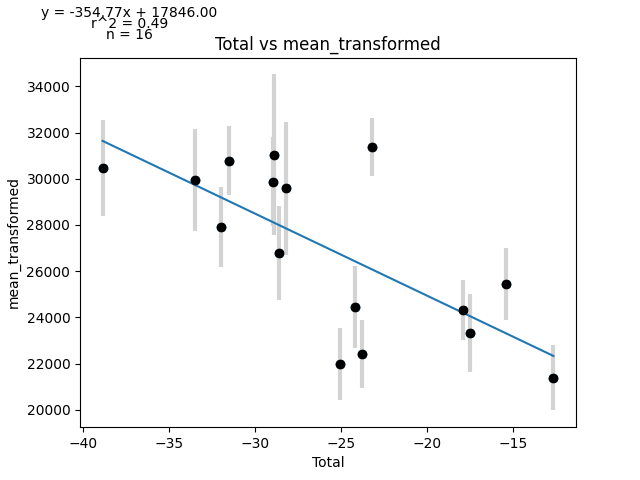 y = -354.77x + 17846.00
r^2 = 0.49
n = 16
Total vs mean_transformed
34000
32000
30000
28000
26000
24000
22000
20000
mean_transformed
−40
−35
−30
−25
−20
−15
Total